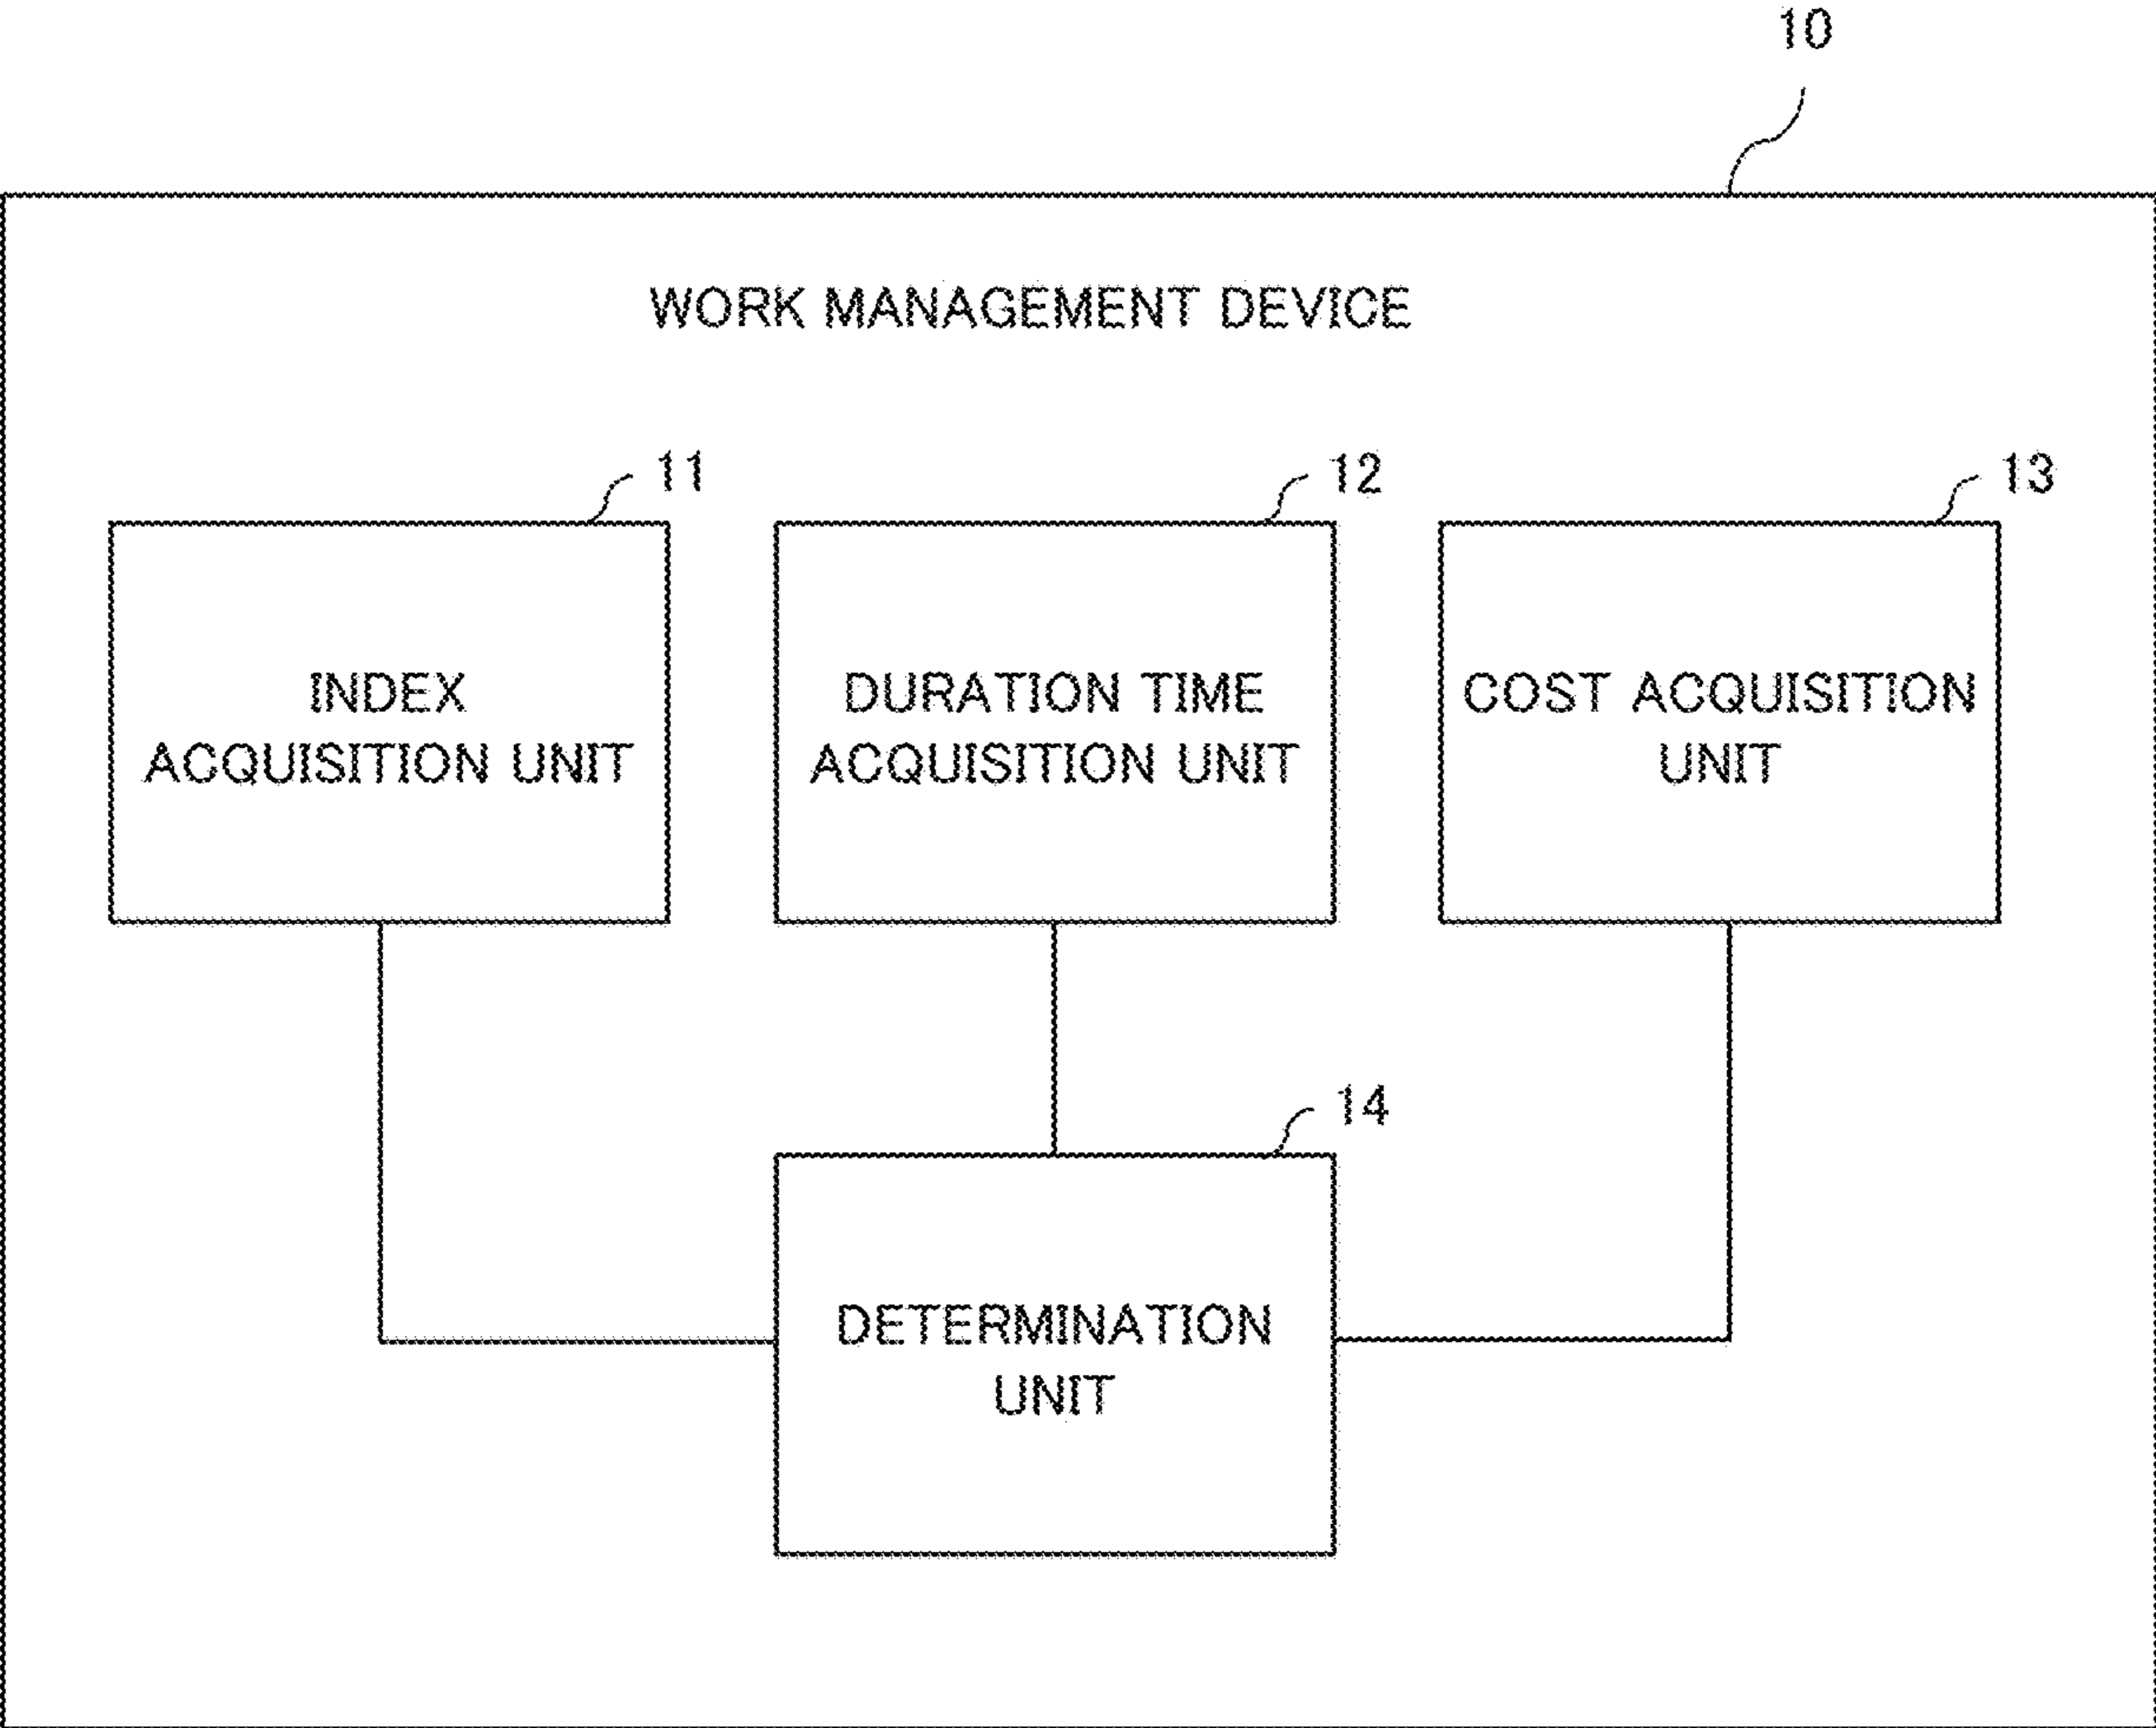 10
WORK MANAGEMENT DEVICE
11
12
13
INDEX
ACQUISITION UNIT
DURATION TIME
ACQUISITION UNIT
COST ACQUISITION
UNIT
14
DETERMINATION
UNIT